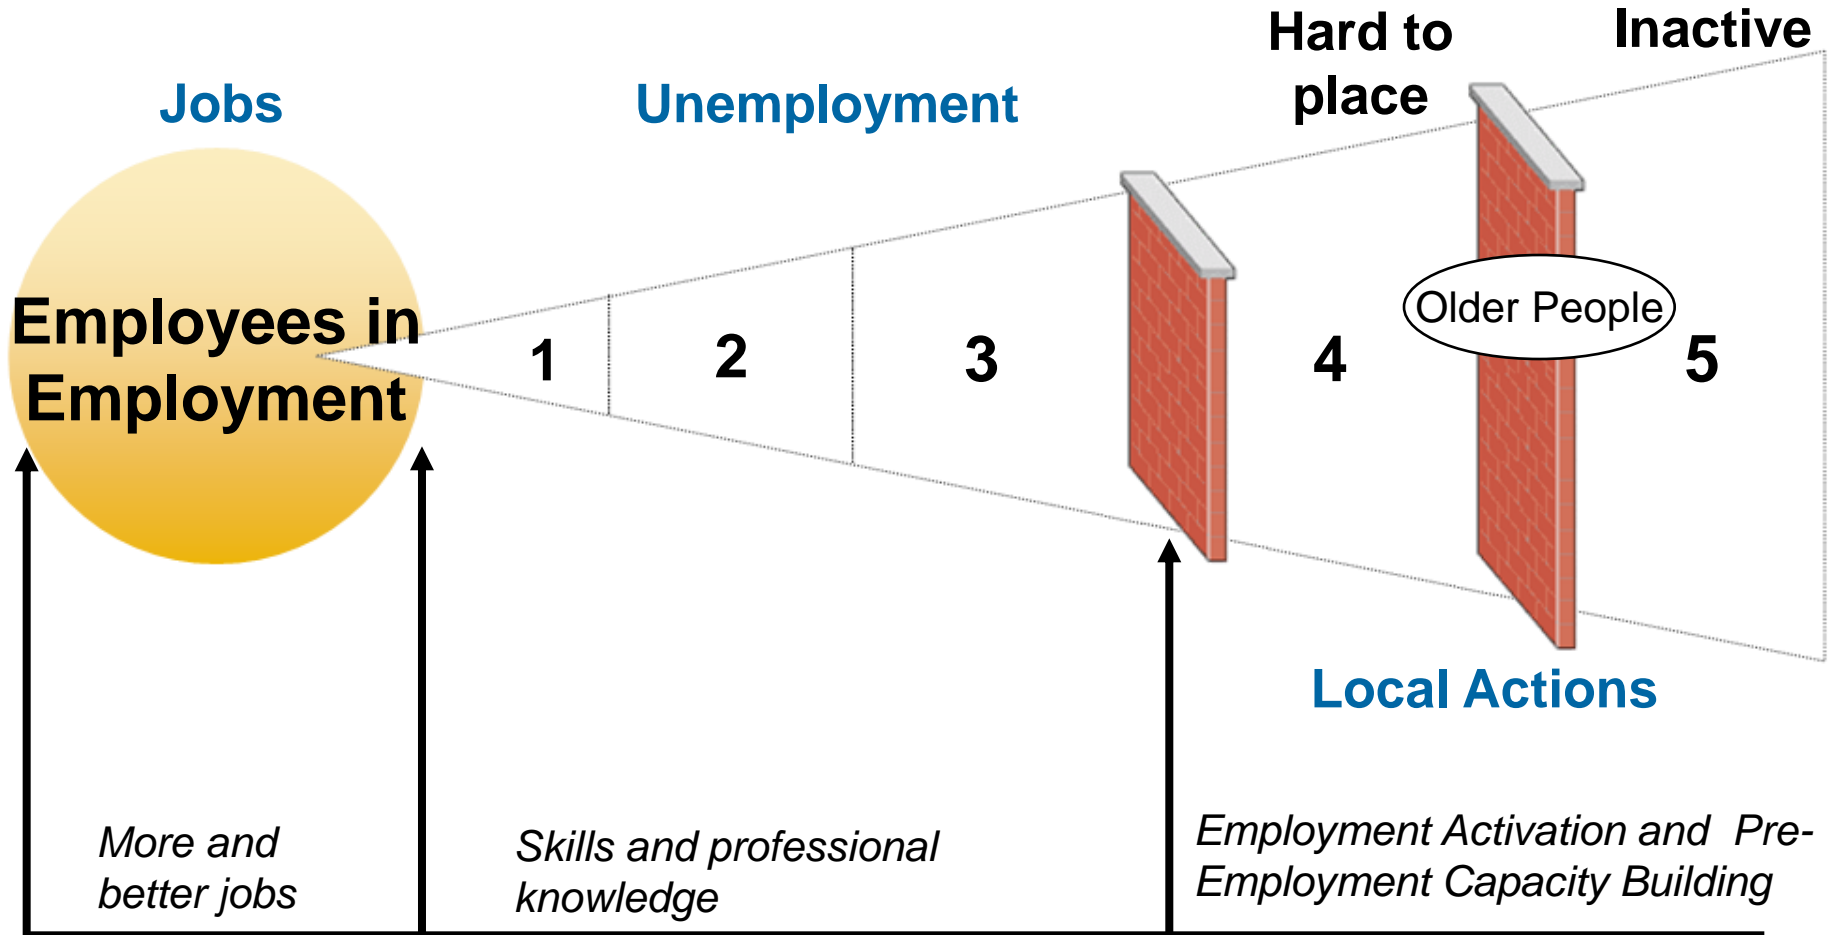 Hard to
place
Inactive
Jobs
Unemployment
Employees in
Employment
1
2
3
4
Older People
5
Local Actions
More and
better jobs
Skills and professional
knowledge
Employment Activation and  Pre-
Employment Capacity Building